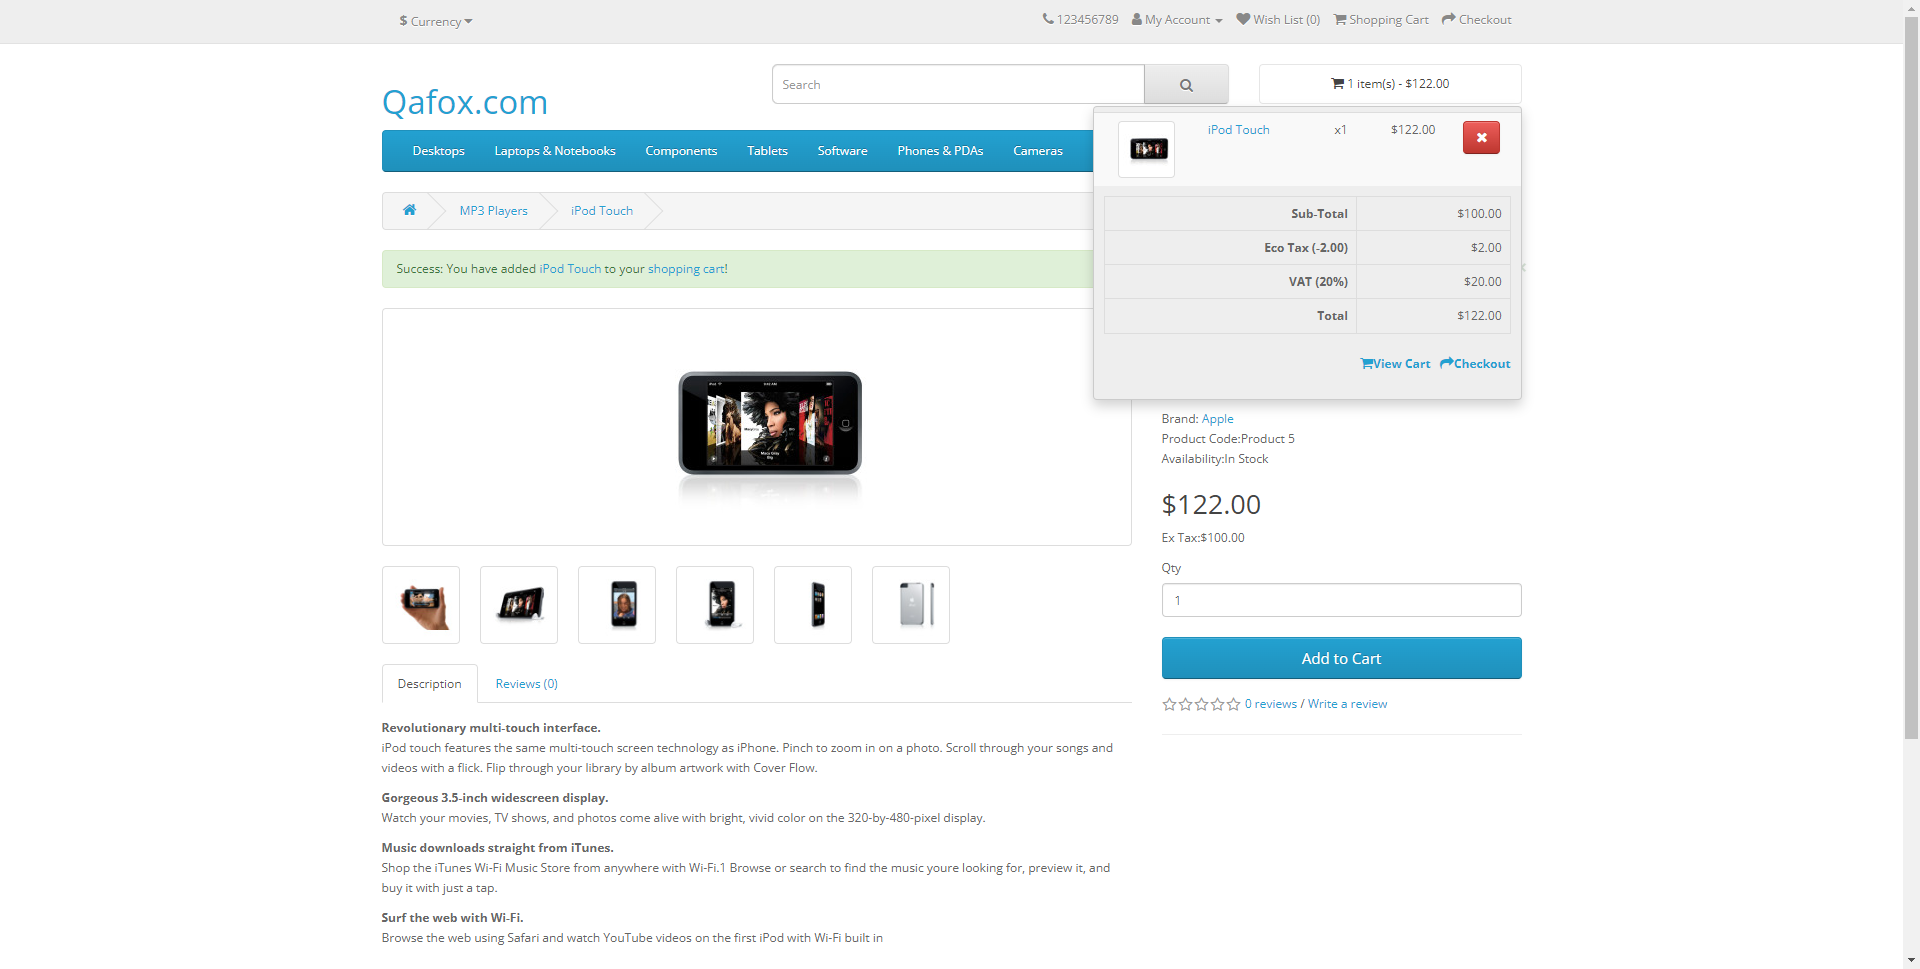 $ Currency
123456789 My Account Wish List (0) Shopping Cart Checkout
Qafox.com
Search
1 item(s) - $122.00
Desktops Laptops & Notebooks Components Tablets Software Phones & PDAs Cameras
iPod Touch x1 $122.00
MP3 Players iPod Touch
Success: You have added iPod Touch to your shopping cart!
Sub-Total $100.00
Eco Tax (-2.00) $2.00
VAT (20%) $20.00
Total $122.00
View Cart Checkout
Brand: Apple
Product Code:Product 5
Availability:In Stock
$122.00
Ex Tax:$100.00
Qty
1
Add to Cart
0 reviews / Write a review
Description Reviews (0)
Revolutionary multi-touch interface.
iPod touch features the same multi-touch screen technology as iPhone. Pinch to zoom in on a photo. Scroll through your songs and
videos with a flick. Flip through your library by album artwork with Cover Flow.
Gorgeous 3.5-inch widescreen display.
Watch your movies, TV shows, and photos come alive with bright, vivid color on the 320-by-480-pixel display.
Music downloads straight from iTunes.
Shop the iTunes Wi-Fi Music Store from anywhere with Wi-Fi.1 Browse or search to find the music youre looking for, preview it, and
buy it with just a tap.
Surf the web with Wi-Fi.
Browse the web using Safari and watch YouTube videos on the first iPod with Wi-Fi built in